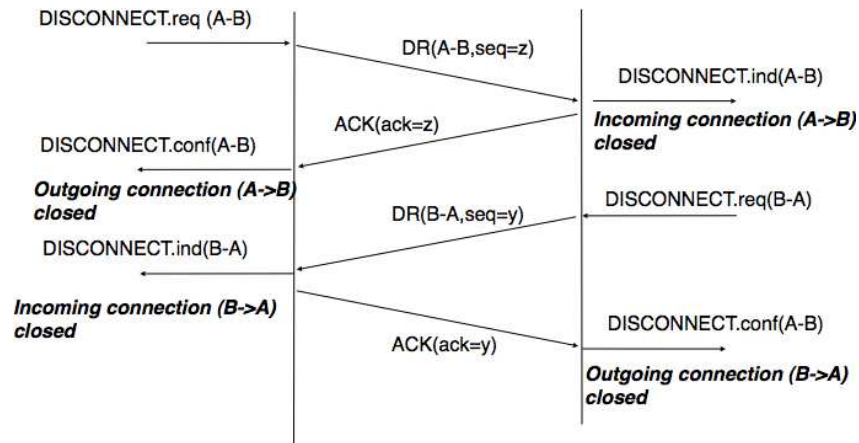 DISCONNECT.req (A-B)
DR(A-B,seq=z)
DISCONNECT.ind(A-B)
ACK(ack=z)
Incoming connection (A->B)
closed
DISCONNECT.conf(A-B)
Outgoing connection (A->B)
closed
DISCONNECT.req(B-A)
DR(B-A,seq=y)
DISCONNECT.ind(B-A)
Incoming connection (B->A)
closed
DISCONNECT.conf(A-B)
ACK(ack=y)
Outgoing connection (B->A)
closed